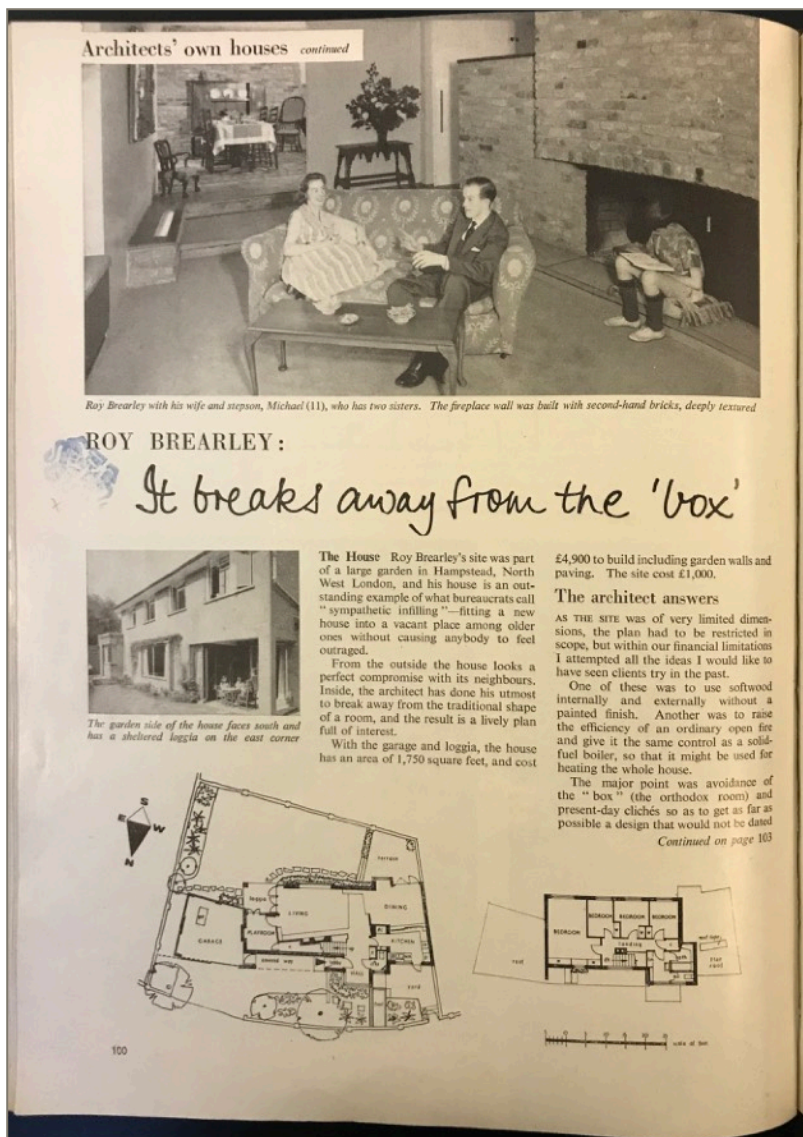 Architects' own houses continued
Roy Brearley with his wife and stepson, Michael (11), who has two sisters. The fireplace wall was built with second-hand bricks, deeply textured
ROY BREARLEY:
It breaks away from the 'box'
The garden side of the house faces south and
has a sheltered loggia on the east corner
The House Roy Brearley's site was part
of a large garden in Hampstead, North
West London, and his house is an out-
standing example of what bureaucrats call
"sympathetic infilling"—fitting a new
house into a vacant place among older
ones without causing anybody to feel
outraged.
From the outside the house looks a
perfect compromise with its neighbours.
Inside, the architect has done his utmost
to break away from the traditional shape
of a room, and the result is a lively plan
full of interest.
With the garage and loggia, the house
has an area of 1,750 square feet, and cost
£4,900 to build including garden walls and
paving. The site cost £1,000.
The architect answers
AS THE SITE was of very limited dimen-
sions, the plan had to be restricted in
scope, but within our financial limitations
I attempted all the ideas I would like to
have seen clients try in the past.
One of these was to use softwood
internally and externally without a
painted finish. Another was to raise
the efficiency of an ordinary open fire
and give it the same control as a solid-
fuel boiler, so that it might be used for
heating the whole house.
The major point was avoidance of
the "box" (the orthodox room) and
present-day clichés so as to get as far as
possible a design that would not be dated
Continued on page 103
S
E
W
N
terrace
loggia
LIVING
DINING
PLAYROOM
GARAGE
KITCHEN
covered way
HALL
yard
BEDROOM
BEDROOM
BEDROOM
BEDROOM
landing
roof
bath
flat
roof
scale of feet
100